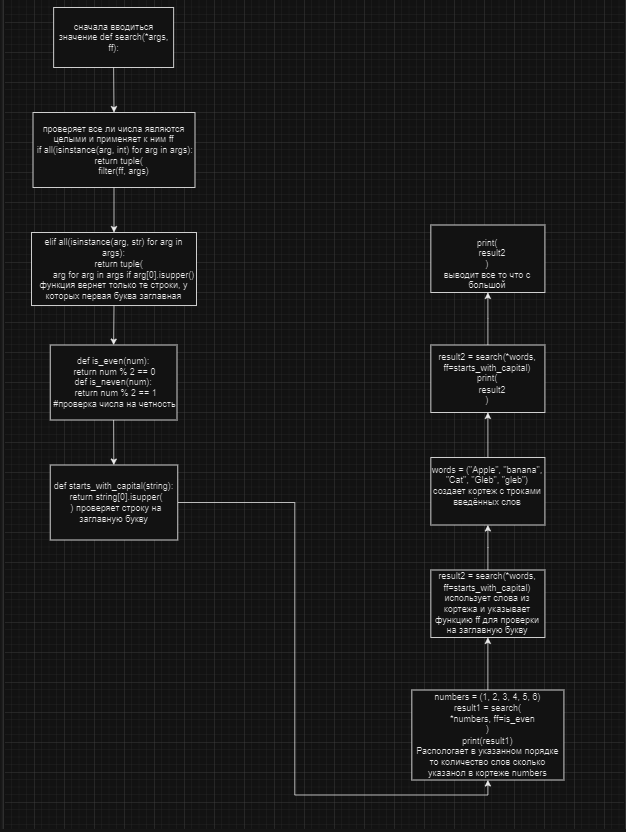 сначала вводиться
значение def search(*args,
ff):
проверяет все ли числа являются
целыми и применяет к ним ff
if all(isinstance(arg, int) for arg in args):
return tuple(
filter(ff, args)
elif all(isinstance(arg, str) for arg in
args):
return tuple(
arg for arg in args if arg[0].isupper()
функция вернет только те строки, у
которых первая буква заглавная
def is_even(num):
return num % 2 == 0
def is_neven(num):
return num % 2 == 1
#проверка числа на четность
def starts_with_capital(string):
return string[0].isupper(
) проверяет строку на
заглавную букву
numbers = (1, 2, 3, 4, 5, 6)
result1 = search(
*numbers, ff=is_even
)
print(result1)
Распологает в указанном порядке
то количество слов сколько
указанол в кортеже numbers
result2 = search(*words,
ff=starts_with_capital)
использует слова из
кортежа и указывает
функцию ff для проверки
на заглавную букву
words = ("Apple", "banana",
"Cat", "Gleb", "gleb")
создает кортеж с троками
введённых слов
result2 = search(*words,
ff=starts_with_capital)
print(
result2
)
print(
result2
)
выводит все то что с
большой